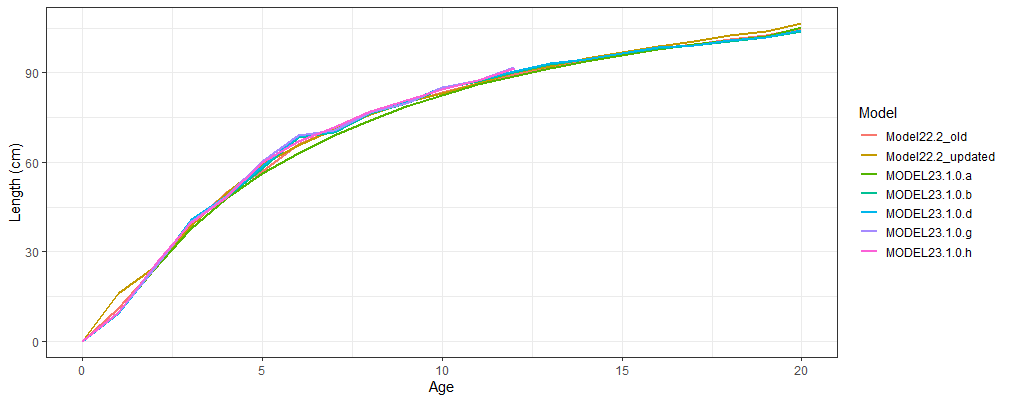 Length (cm)
90
60
30
0
0
5
10
15
20
Age
Model
Model22.2_old
Model22.2_updated
MODEL23.1.0.a
MODEL23.1.0.b
MODEL23.1.0.d
MODEL23.1.0.g
MODEL23.1.0.h